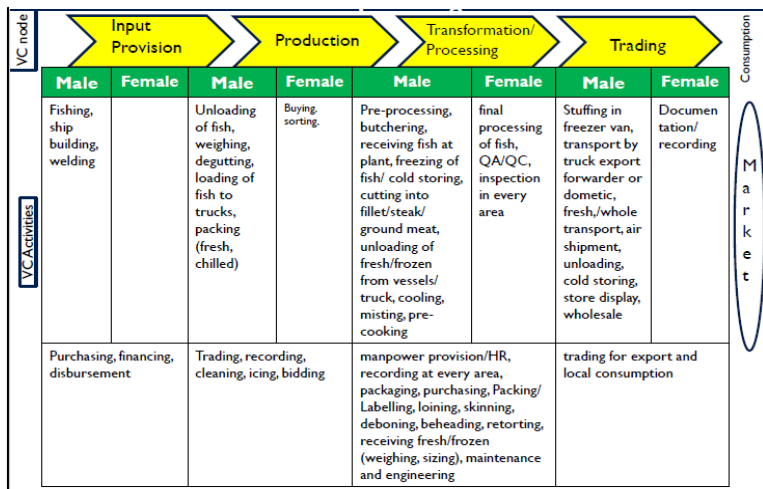 VC node
Input
Provision
Production
Transformation/
Processing
Trading
Consumption
Male
Female
Male
Female
Male
Female
Male
Female
VC Activities
Fishing,
ship
building,
welding
Unloading
of fish,
weighing,
degutting,
loading of
fish to
trucks,
packing
(fresh,
chilled)
Buying,
sorting,
Pre-processing,
butchering,
receiving fish at
plant, freezing of
fish/ cold storing,
cutting into
fillet/steak/
ground meat,
unloading of
fresh/frozen
from vessels/
truck, cooling,
misting, pre-
cooking
final
processing
of fish,
QA/QC,
inspection
in every
area
Stuffing in
freezer van,
transport by
truck export
forwarder or
dometic,
fresh,/whole
transport, air
shipment,
unloading,
cold storing,
store display,
wholesale
Documen
tation/
recording
Market
Purchasing, financing,
disbursement
Trading, recording,
cleaning, icing, bidding
manpower provision/HR,
recording at every area,
packaging, purchasing, Packing/
Labelling, loining, skinning,
deboning, beheading, retorting,
receiving fresh/frozen
(weighing, sizing), maintenance
and engineering
trading for export and
local consumption